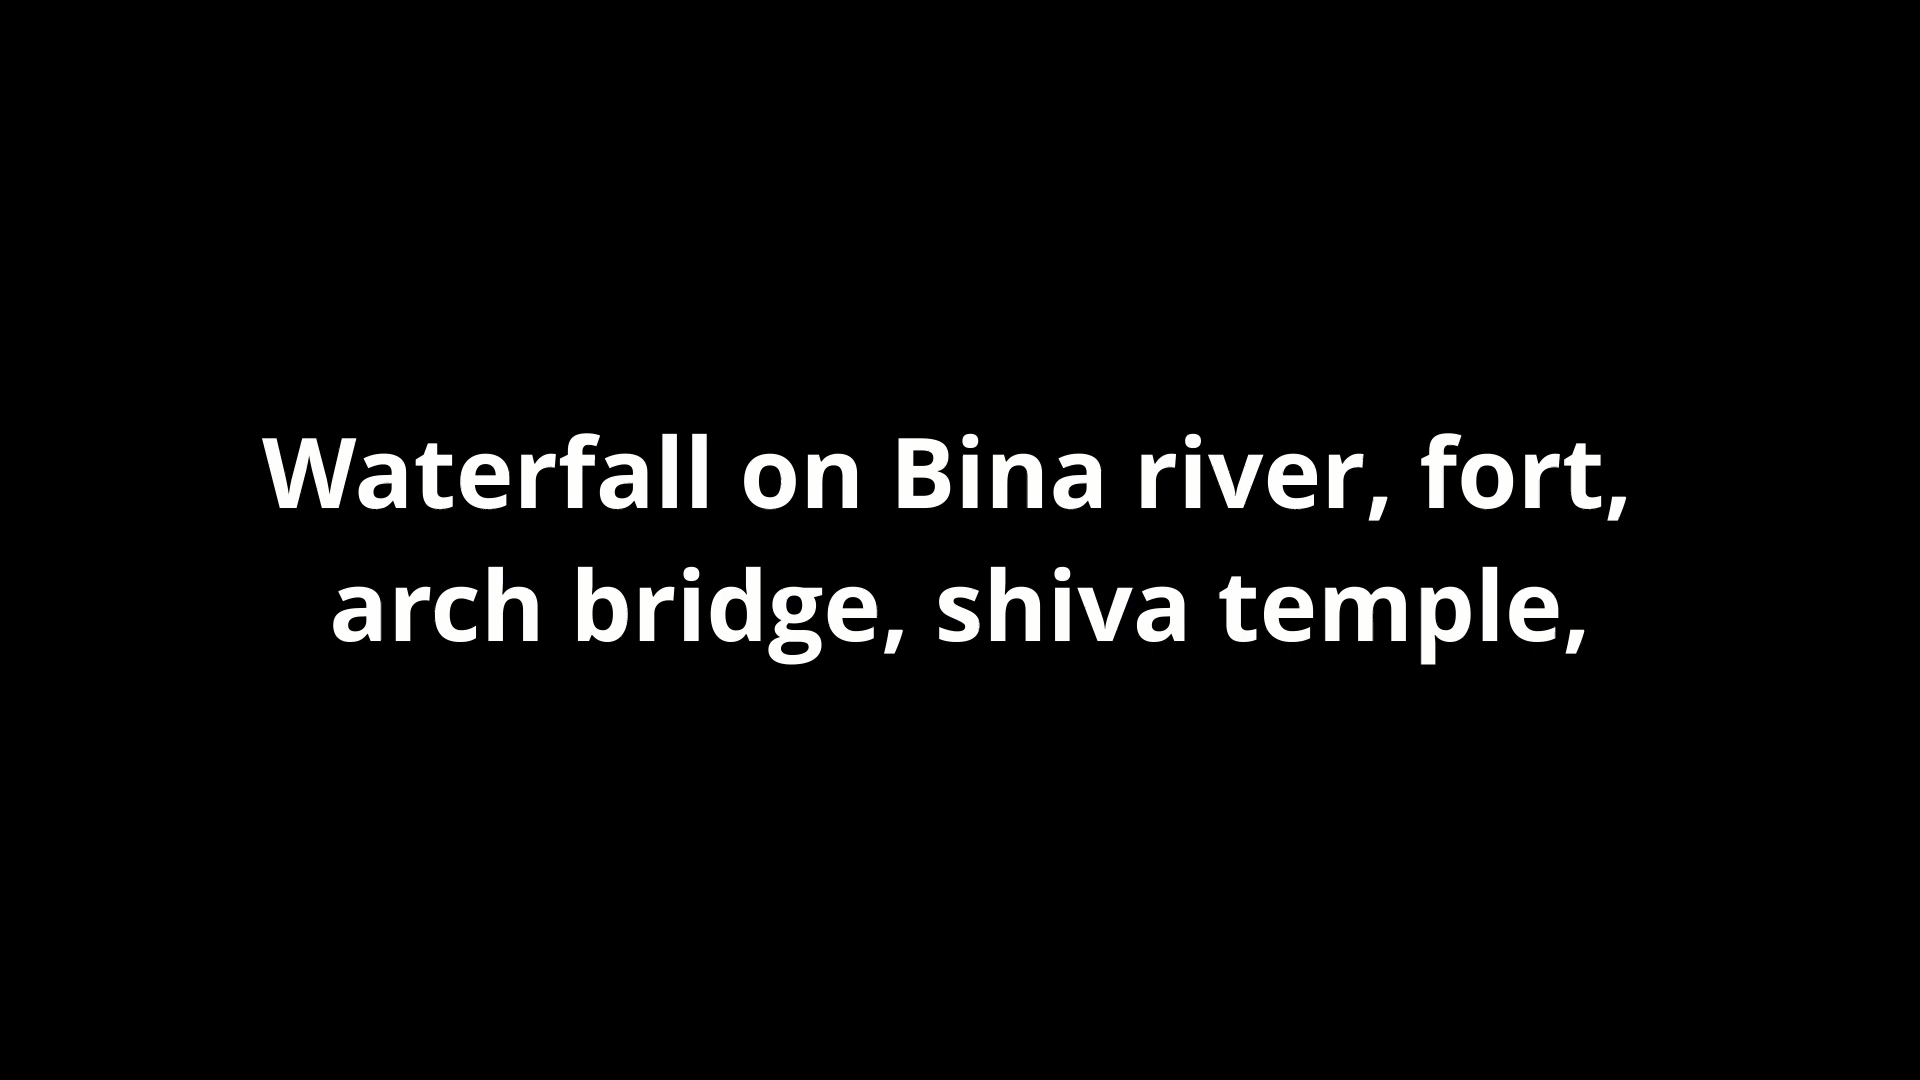 Waterfall on Bina river, fort,
arch bridge, shiva temple,